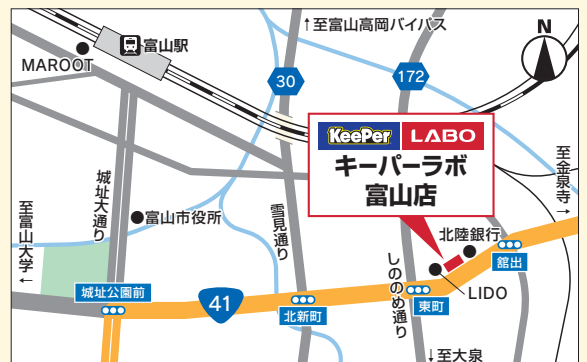 ↑至富山高岡バイパス
富山駅
MAROOT
N
30
172
KeePer LABO
キーパーラボ
富山店
至金泉寺→
城址大通り
富山市役所
雪見通り
北陸銀行
至富山大学←
舘出
しののめ通り
LIDO
城址公園前
41
北新町
東町
↓至大泉